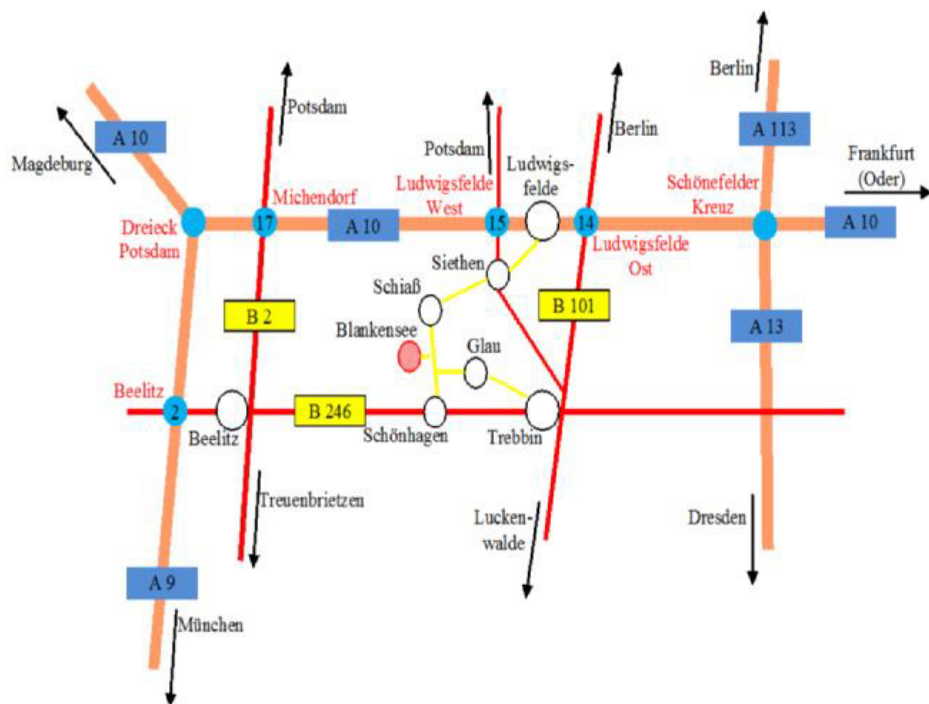 Berlin
Potsdam
A 10
A 113
Potsdam
Berlin
Frankfurt
(Oder)
Magdeburg
Ludwigs-
felde
Michendorf
Ludwigsfelde
West
Schönefelder
Kreuz
Dreieck
Potsdam
17
A 10
15
14
A 10
Ludwigsfelde
Ost
Siethen
Schiaß
B 2
B 101
Blankensee
Glau
A 13
Beelitz
2
B 246
Beelitz
Schönhagen
Trebbin
Treuenbrietzen
Lucken-
walde
Dresden
A 9
München